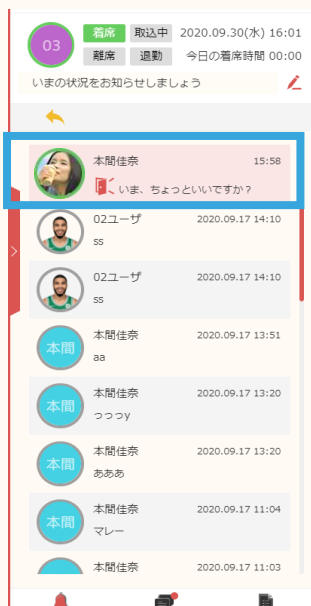 03
着席 取込中 2020.09.30(水) 16:01
離席 退勤 今日の着席時間 00:00
いまの状況をお知らせしましょう
本間佳奈 15:58
いま、ちょっといいですか?
02ユーザ 2020.09.17 14:10
ss
02ユーザ 2020.09.17 14:10
ss
本間 本間佳奈 2020.09.17 13:51
aa
本間 本間佳奈 2020.09.17 13:20
っっっy
本間 本間佳奈 2020.09.17 13:20
あああ
本間 本間佳奈 2020.09.17 11:04
マレー
本間佳奈 2020.09.17 11:03